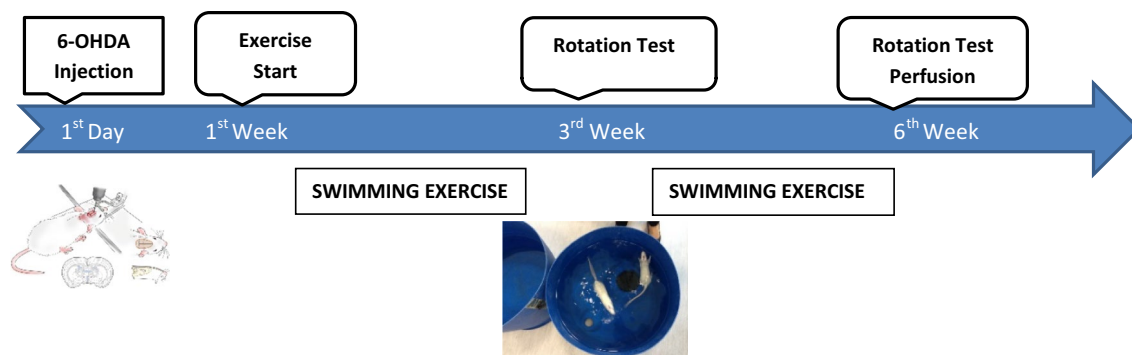 6-OHDA
Injection
Exercise
Start
Rotation Test
Rotation Test
Perfusion
1st Day
1st Week
3rd Week
6th Week
SWIMMING EXERCISE
SWIMMING EXERCISE